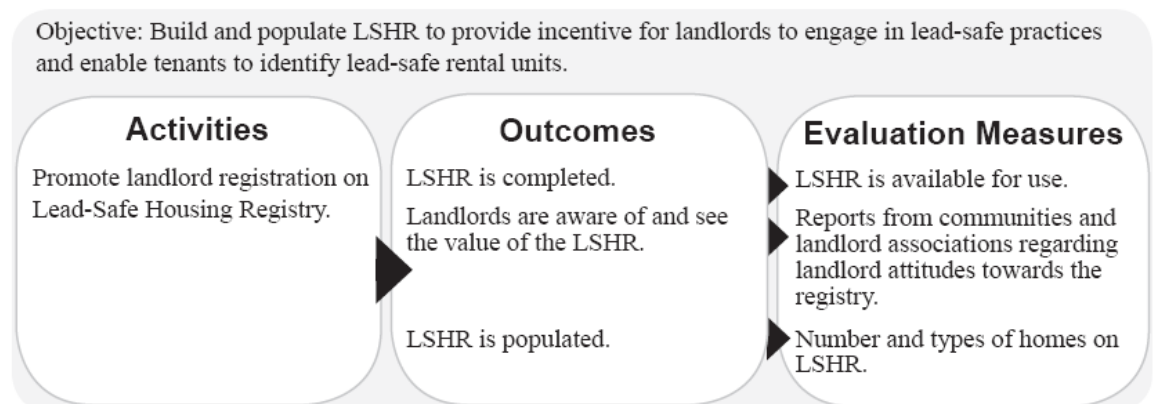 Objective: Build and populate LSHR to provide incentive for landlords to engage in lead-safe practices
and enable tenants to identify lead-safe rental units.
Activities
Promote landlord registration on
Lead-Safe Housing Registry.
Outcomes
LSHR is completed.
Landlords are aware of and see
the value of the LSHR.
LSHR is populated.
Evaluation Measures
LSHR is available for use.
Reports from communities and
landlord associations regarding
landlord attitudes towards the
registry.
Number and types of homes on
LSHR.